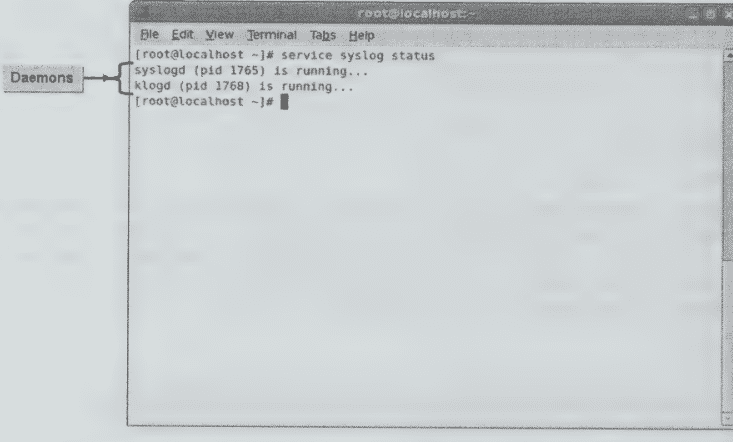 root@localhost:~
File Edit View Terminal Tabs Help
[root@localhost ~]# service syslog status
syslogd (pid 1765) is running...
klogd (pid 1768) is running...
[root@localhost ~]#
Daemons